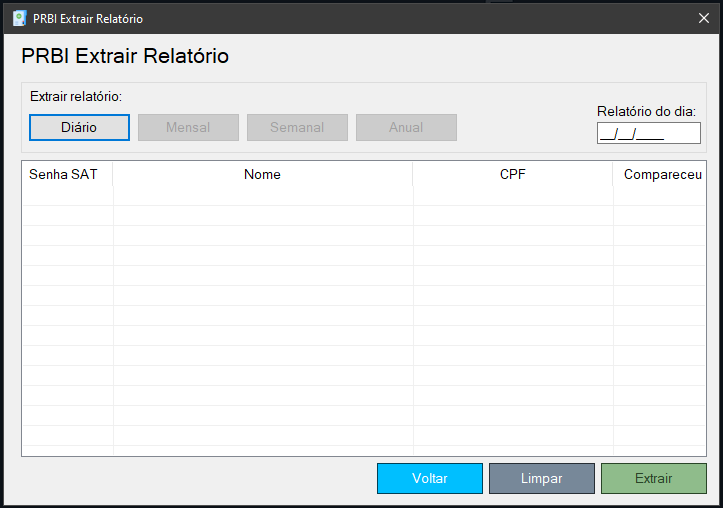 PRBI Extrair Relatório
PRBI Extrair Relatório
Extrair relatório:
Relatório do dia:
Diário Mensal Semanal Anual
__/__/____
Senha SAT Nome CPF Compareceu
Voltar Limpar Extrair